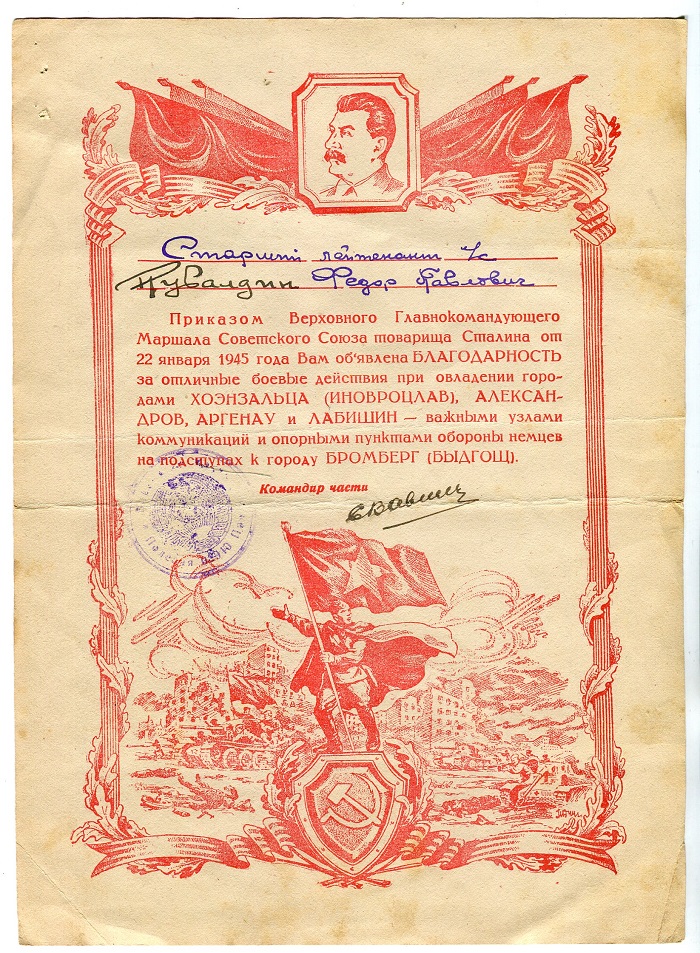 Старший лейтенант и/с
Кувалдин Федор Павлович
Приказом Верховного Главнокомандующего
Маршала Советского Союза товарища Сталина от
22 января 1945 года Вам об‘явлена БЛАГОДАРНОСТЬ
за отличные боевые действия при овладении горо-
дами ХОЭНЗАЛЬЦА (ИНОВРОЦЛАВ), АЛЕКСАН-
ДРОВ, АРГЕНАУ и ЛАБИШИН — важными узлами
коммуникаций и опорными пунктами обороны немцев
на подступах к городу БРОМБЕРГ (БЫДГОЩ).
Командир части